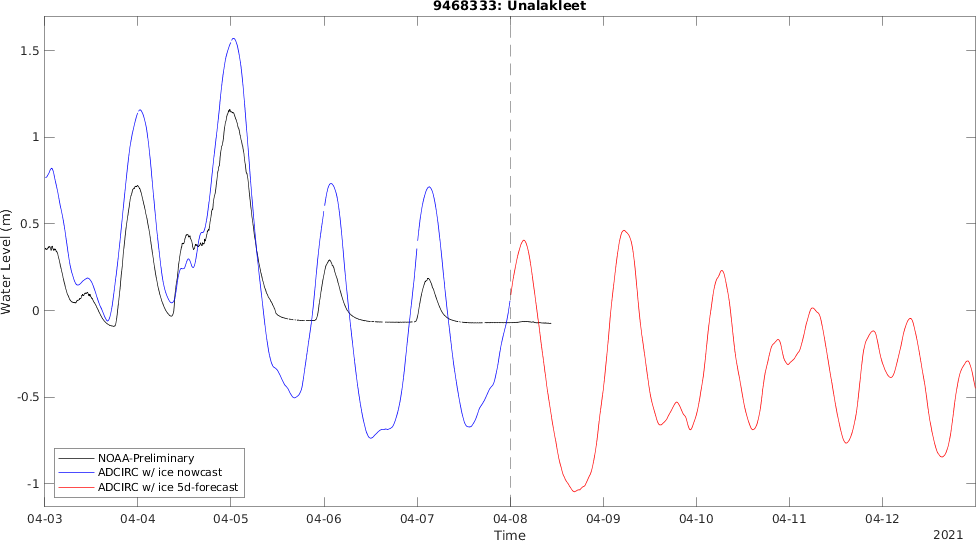 9468333: Unalakleet
Water Level (m)
1.5
1
0.5
0
-0.5
-1
NOAA-Preliminary
ADCIRC w/ ice nowcast
ADCIRC w/ ice 5d-forecast
04-03 04-04 04-05 04-06 04-07 04-08 04-09 04-10 04-11 04-12
Time
2021